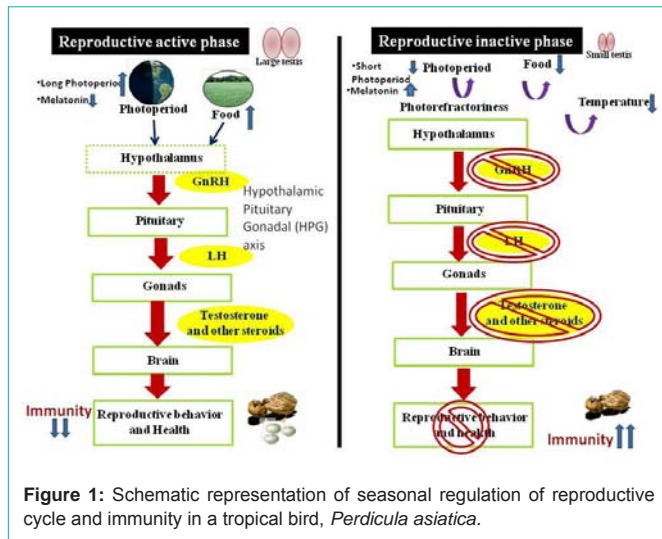 Reproductive active phase
Large testis
•Long Photoperiod
•Melatonin
Photoperiod
Food
Hypothalamus
GnRH
Hypothalamic
Pituitary
Gonadal (HPG)
axis
Pituitary
LH
Gonads
Testosterone
and other steroids
Brain
Immunity
Reproductive behavior
and Health
Reproductive inactive phase
Small testis
•Short
Photoperiod
•Melatonin
Photoperiod
Food
Temperature
Photorefractoriness
Hypothalamus
GnRH
Pituitary
LH
Gonads
Testosterone
and other steroids
Brain
Reproductive behavior
and health
Immunity
Figure 1: Schematic representation of seasonal regulation of reproductive
cycle and immunity in a tropical bird, Perdicula asiatica.